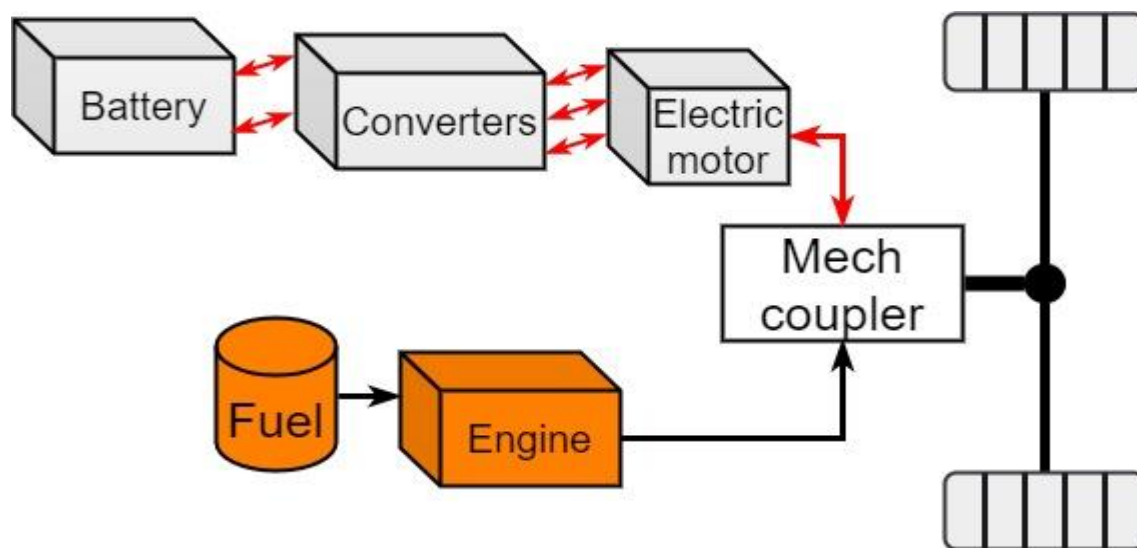 Battery
Converters
Electric
motor
Mech
coupler
Fuel
Engine